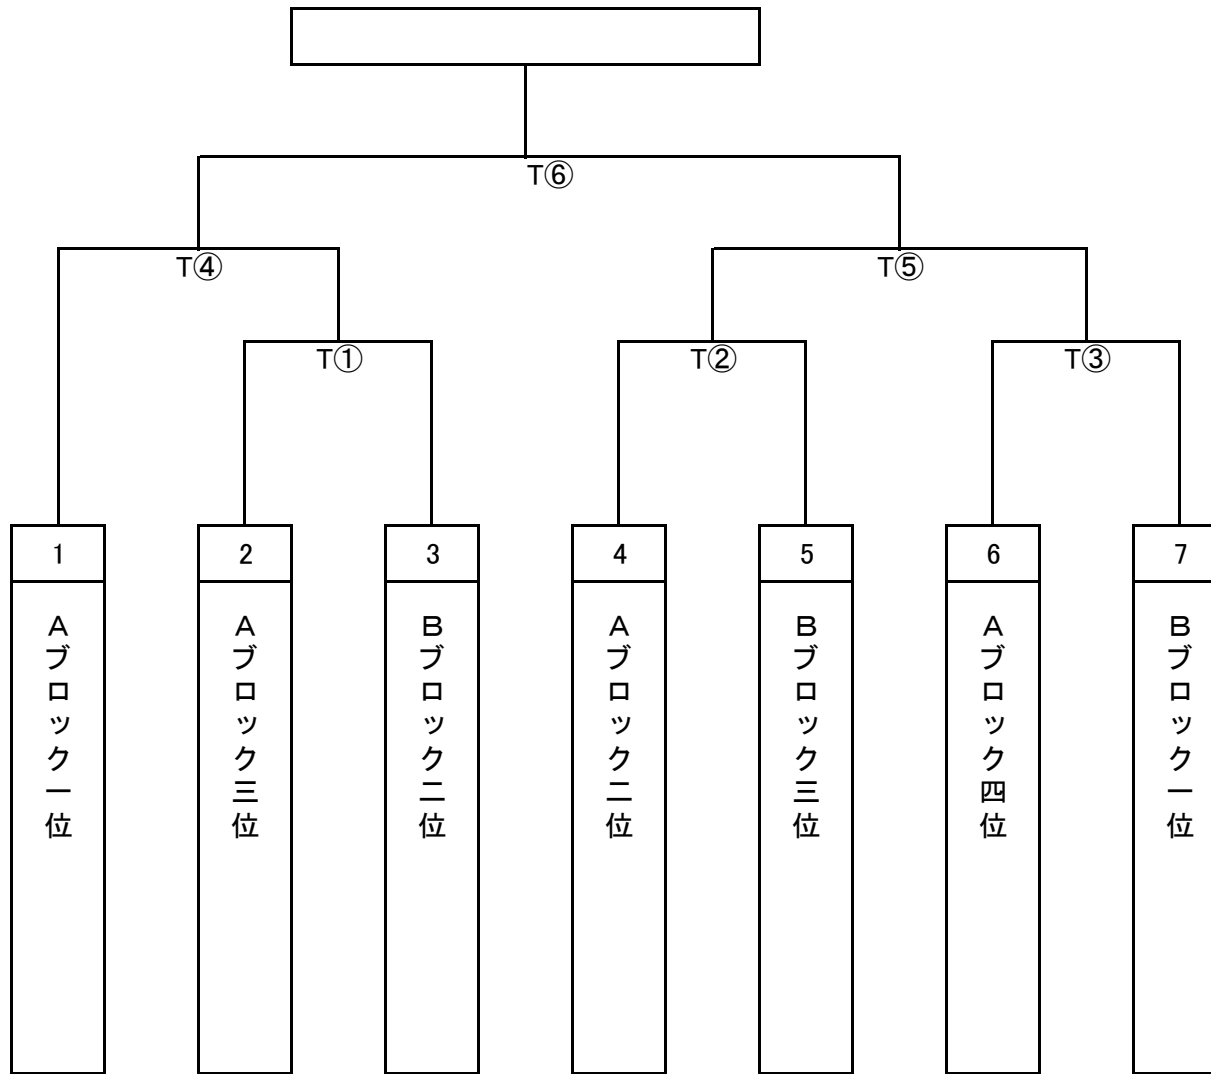 T⑥
T④
T⑤
T①
T②
T③
1
2
3
4
5
6
7
Aブロック一位
Aブロック三位
Bブロック二位
Aブロック二位
Bブロック三位
Aブロック四位
Bブロック一位